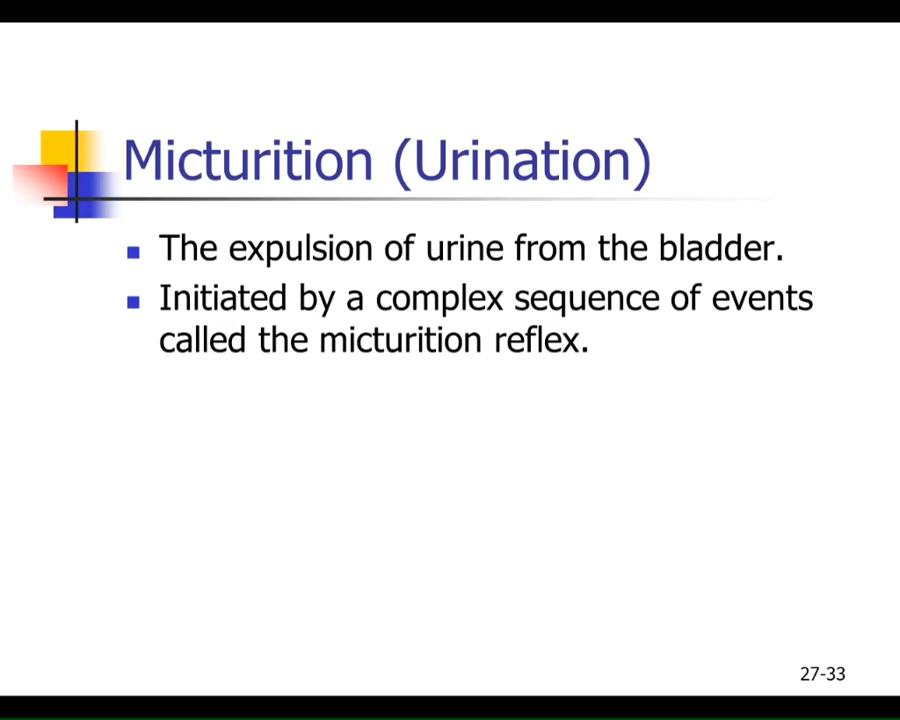 Micturition (Urination)
The expulsion of urine from the bladder.
Initiated by a complex sequence of events
called the micturition reflex.
27-33